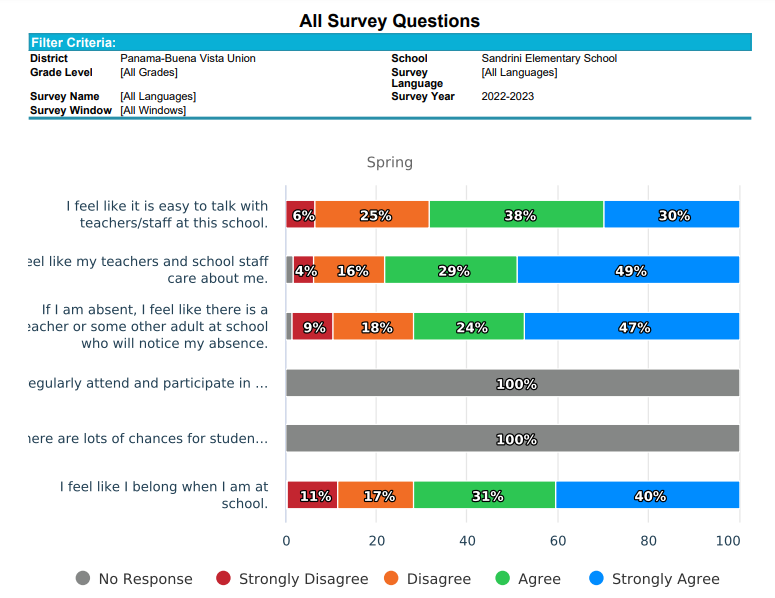 All Survey Questions
Filter Criteria:
District Panama-Buena Vista Union School Sandrini Elementary School
Grade Level [All Grades] Survey Language [All Languages]
Survey Name [All Languages] Survey Year 2022-2023
Survey Window [All Windows]
Spring
I feel like it is easy to talk with
teachers/staff at this school.
6% 25% 38% 30%
eel like my teachers and school staff
care about me.
4% 16% 29% 49%
If I am absent, I feel like there is a
eacher or some other adult at school
who will notice my absence.
9% 18% 24% 47%
egularly attend and participate in ...
100%
here are lots of chances for studen...
100%
I feel like I belong when I am at
school.
11% 17% 31% 40%
0 20 40 60 80 100
No Response Strongly Disagree Disagree Agree Strongly Agree